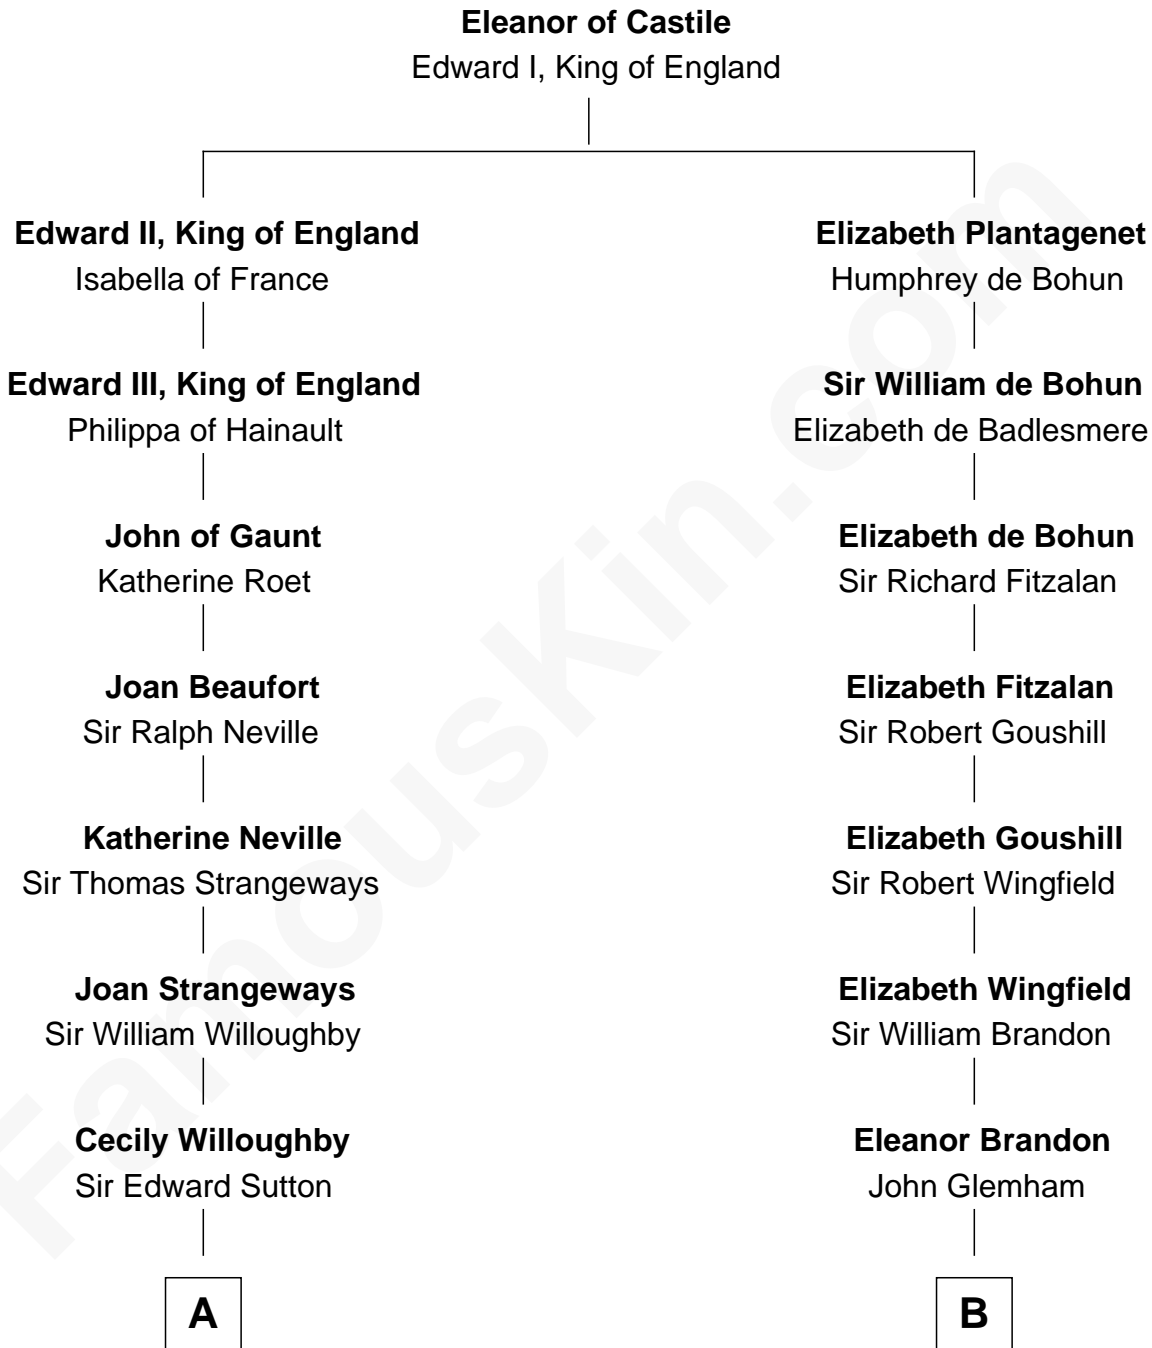 Eleanor of Castile
Edward I, King of England
Edward II, King of England
Isabella of France
Edward III, King of England
Philippa of Hainault
John of Gaunt
Katherine Roet
Joan Beaufort
Sir Ralph Neville
Katherine Neville
Sir Thomas Strangeways
Joan Strangeways
Sir William Willoughby
Cecily Willoughby
Sir Edward Sutton
A
Elizabeth Plantagenet
Humphrey de Bohun
Sir William de Bohun
Elizabeth de Badlesmere
Elizabeth de Bohun
Sir Richard Fitzalan
Elizabeth Fitzalan
Sir Robert Goushill
Elizabeth Goushill
Sir Robert Wingfield
Elizabeth Wingfield
Sir William Brandon
Eleanor Brandon
John Glemham
B
FamousKin.com